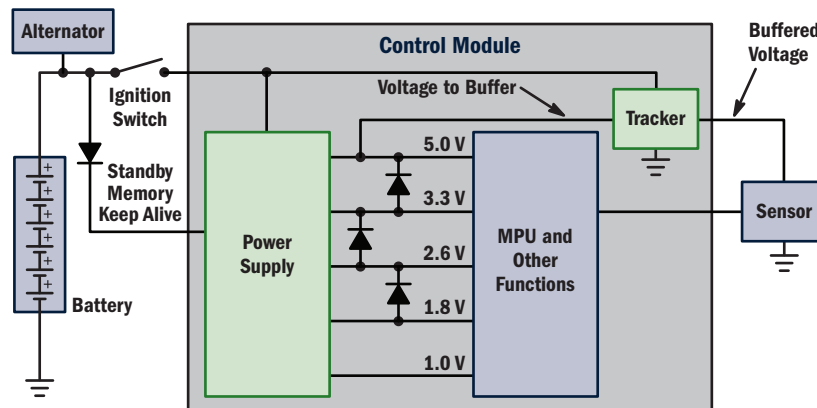 Alternator
Control Module
Buffered
Voltage
Ignition
Switch
Voltage to Buffer
Tracker
Standby
Memory
Keep Alive
Power
Supply
5.0 V
3.3 V
2.6 V
1.8 V
1.0 V
MPU and
Other
Functions
Sensor
Battery
+
+
+
+
+
+